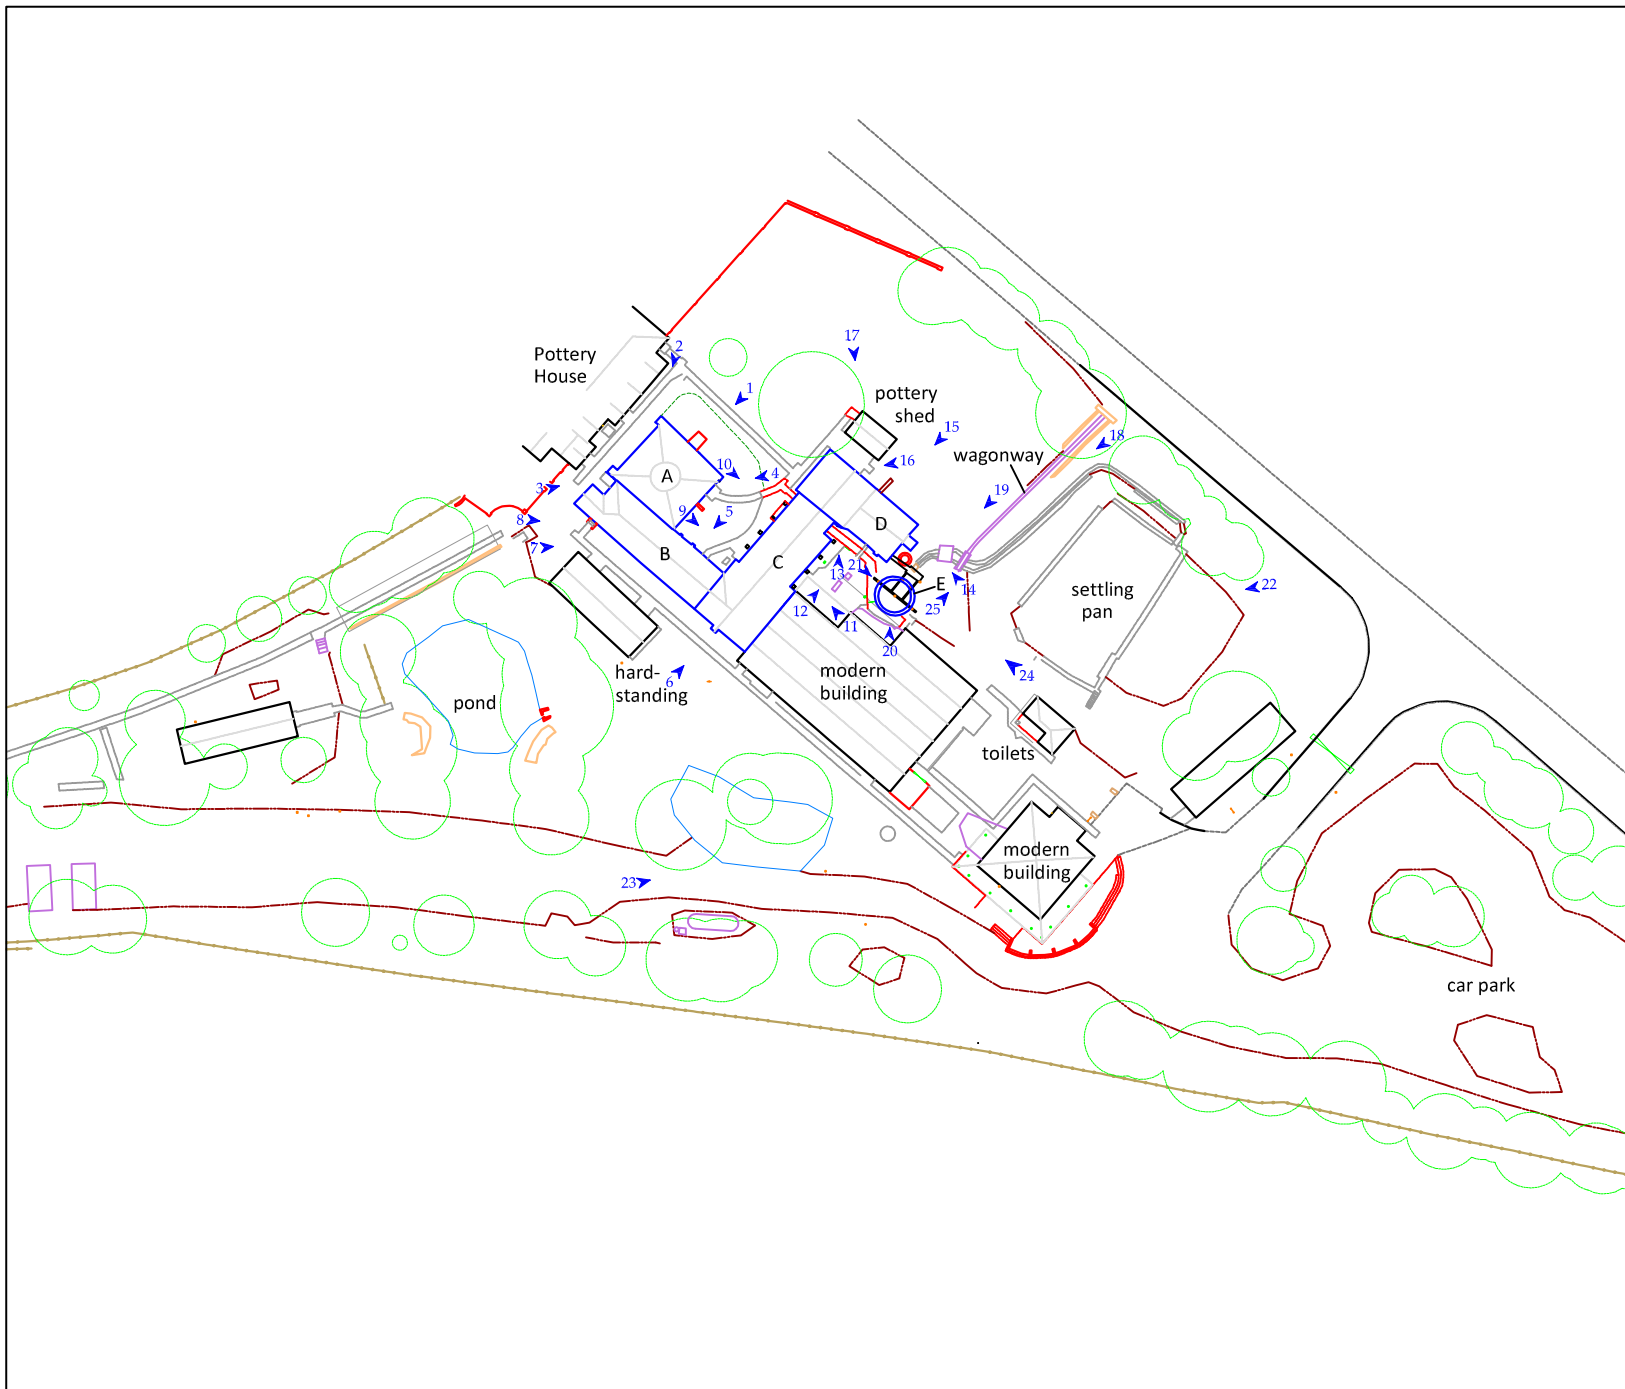 17
2
Pottery
House
1
pottery
shed
15
18
wagonway
16
10
4
A
3
19
9
5
8
D
7
B
C
21
13
14
E
22
25
settling
pan
12
11
20
24
6
hard-
standing
modern
building
pond
toilets
modern
building
23
car park